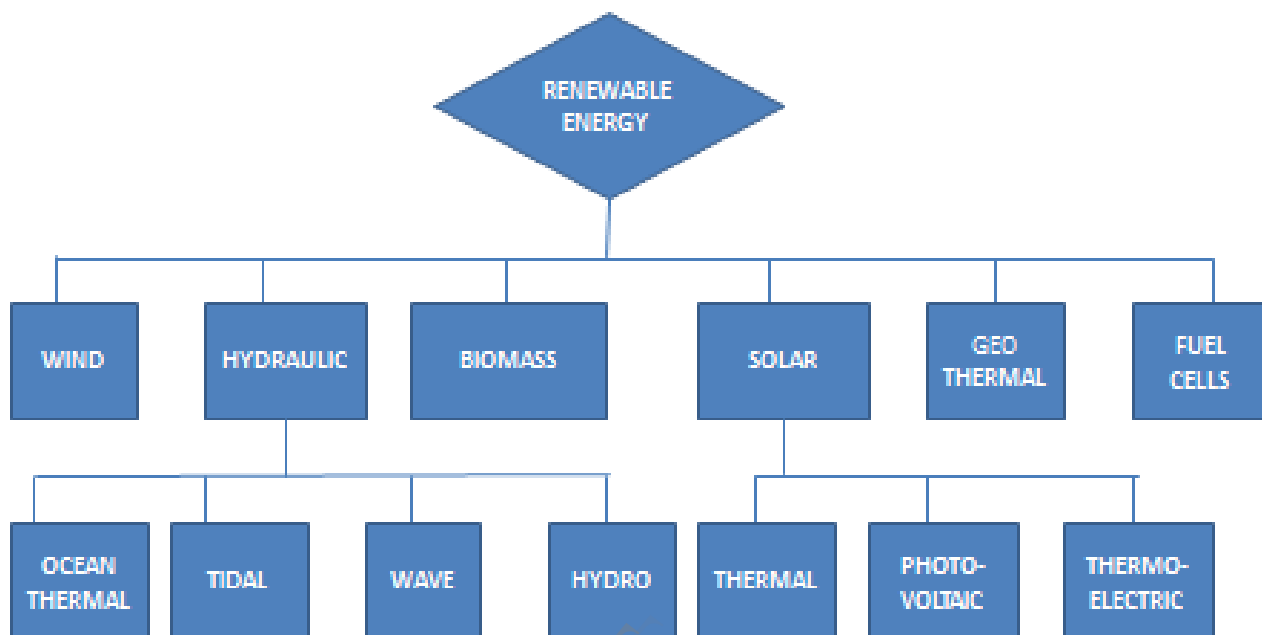 RENEWABLE
ENERGY
WIND
HYDRAULIC
BIOMASS
SOLAR
GEO
THERMAL
FUEL
CELLS
OCEAN
THERMAL
TIDAL
WAVE
HYDRO
THERMAL
PHOTO-
VOLTAIC
THERMO-
ELECTRIC